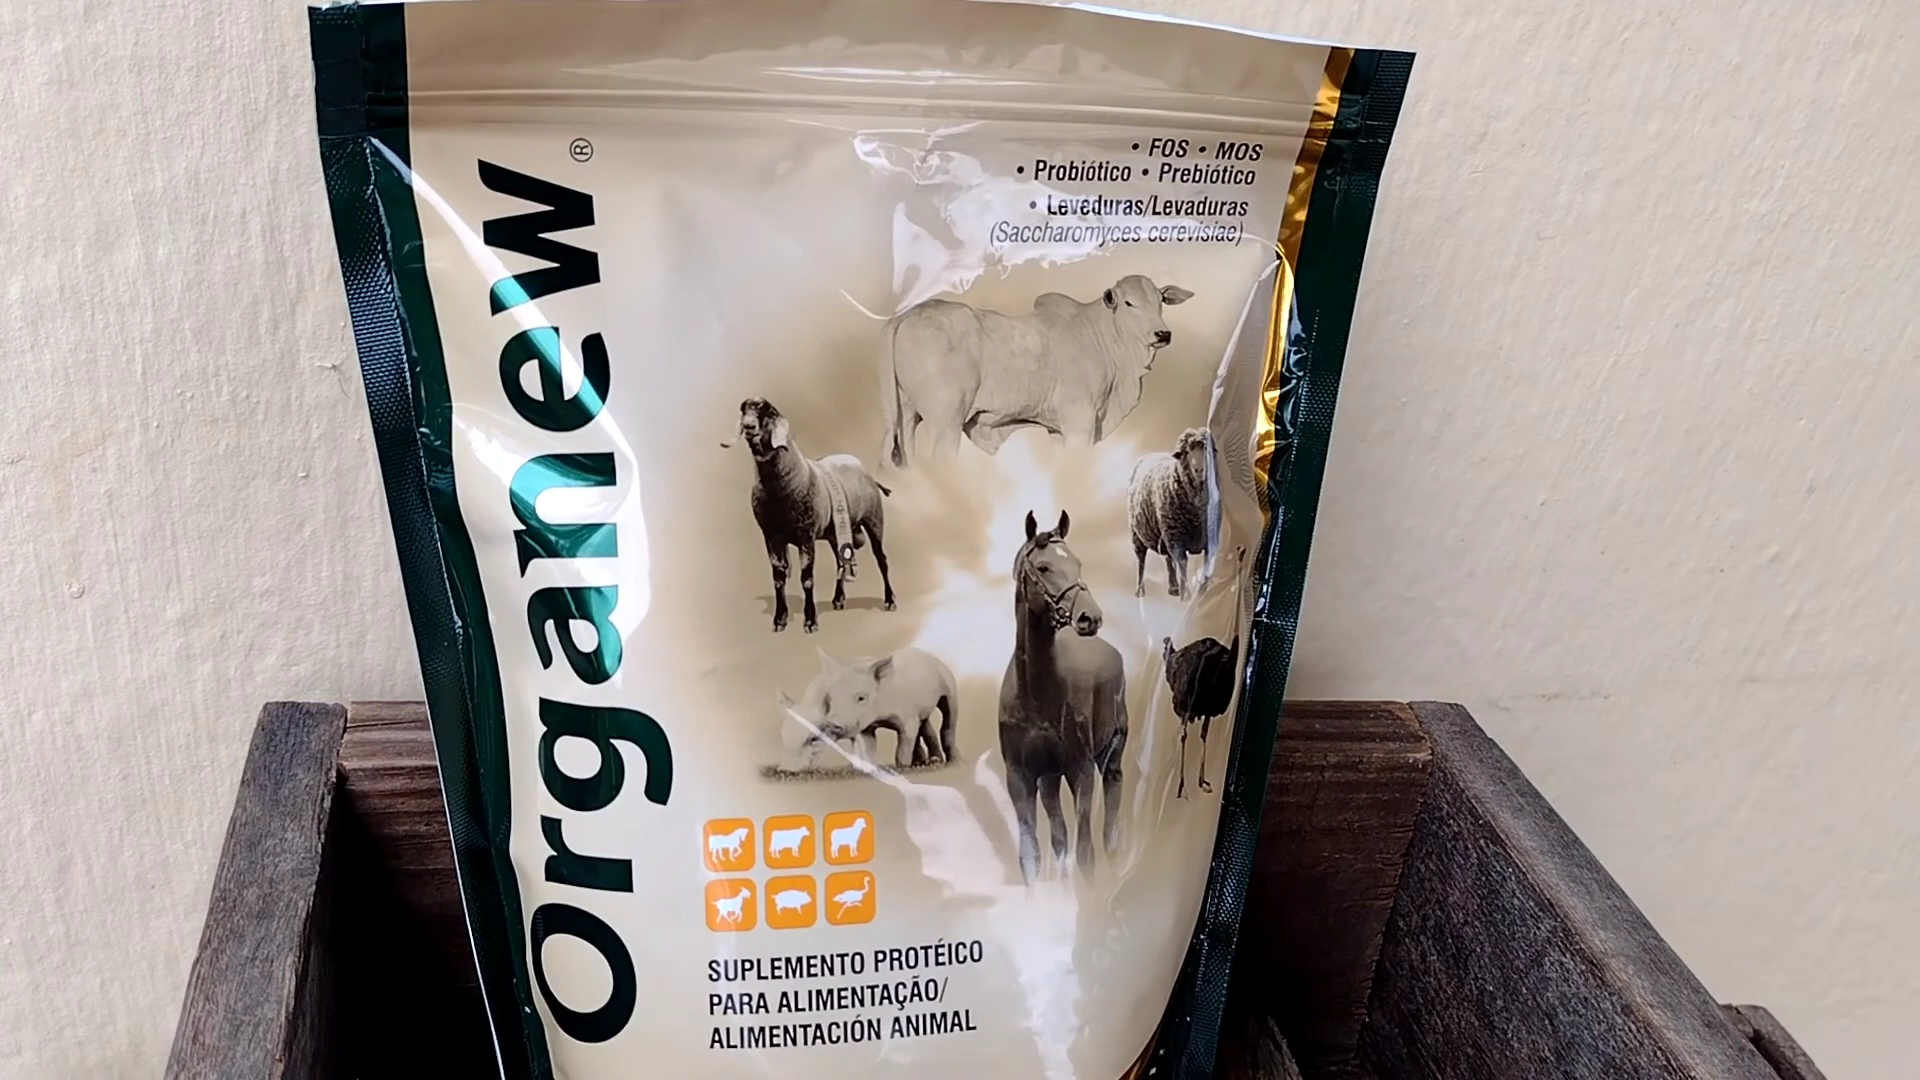 Organew®
• FOS • MOS
• Probiótico • Prebiótico
• Leveduras/Levaduras
(Saccharomyces cerevisiae)
SUPLEMENTO PROTÉICO
PARA ALIMENTAÇÃO/
ALIMENTACIÓN ANIMAL